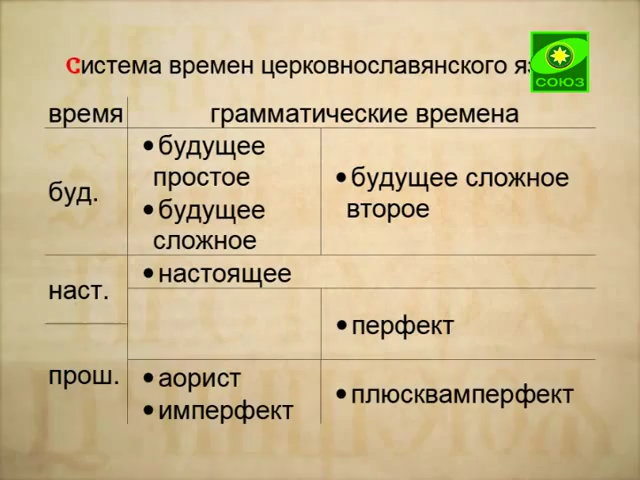 Система времен церковнославянского
СОЮЗ
время грамматические времена
буд.
•будущее
простое
•будущее
сложное
•будущее сложное
второе
наст.
•настоящее
•перфект
прош.
•аорист
•имперфект
•плюсквамперфект